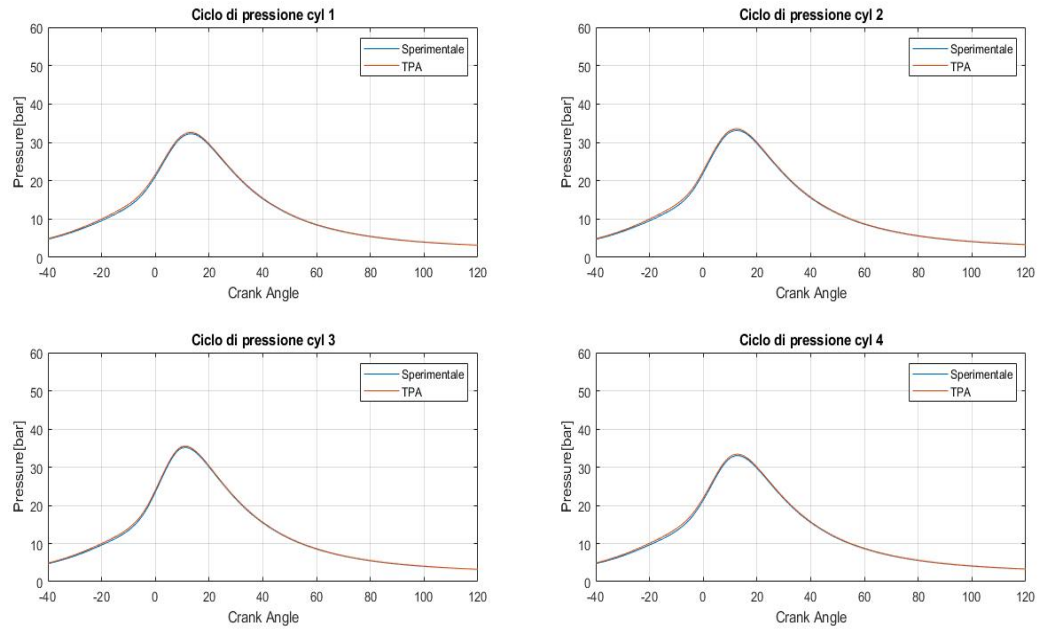 Ciclo di pressione cyl 1
Pressure[bar]
60
50
40
30
20
10
0
Sperimentale
TPA
-40 -20 0 20 40 60 80 100 120
Crank Angle
Ciclo di pressione cyl 2
Pressure[bar]
60
50
40
30
20
10
0
Sperimentale
TPA
-40 -20 0 20 40 60 80 100 120
Crank Angle
Ciclo di pressione cyl 3
Pressure[bar]
60
50
40
30
20
10
0
Sperimentale
TPA
-40 -20 0 20 40 60 80 100 120
Crank Angle
Ciclo di pressione cyl 4
Pressure[bar]
60
50
40
30
20
10
0
Sperimentale
TPA
-40 -20 0 20 40 60 80 100 120
Crank Angle